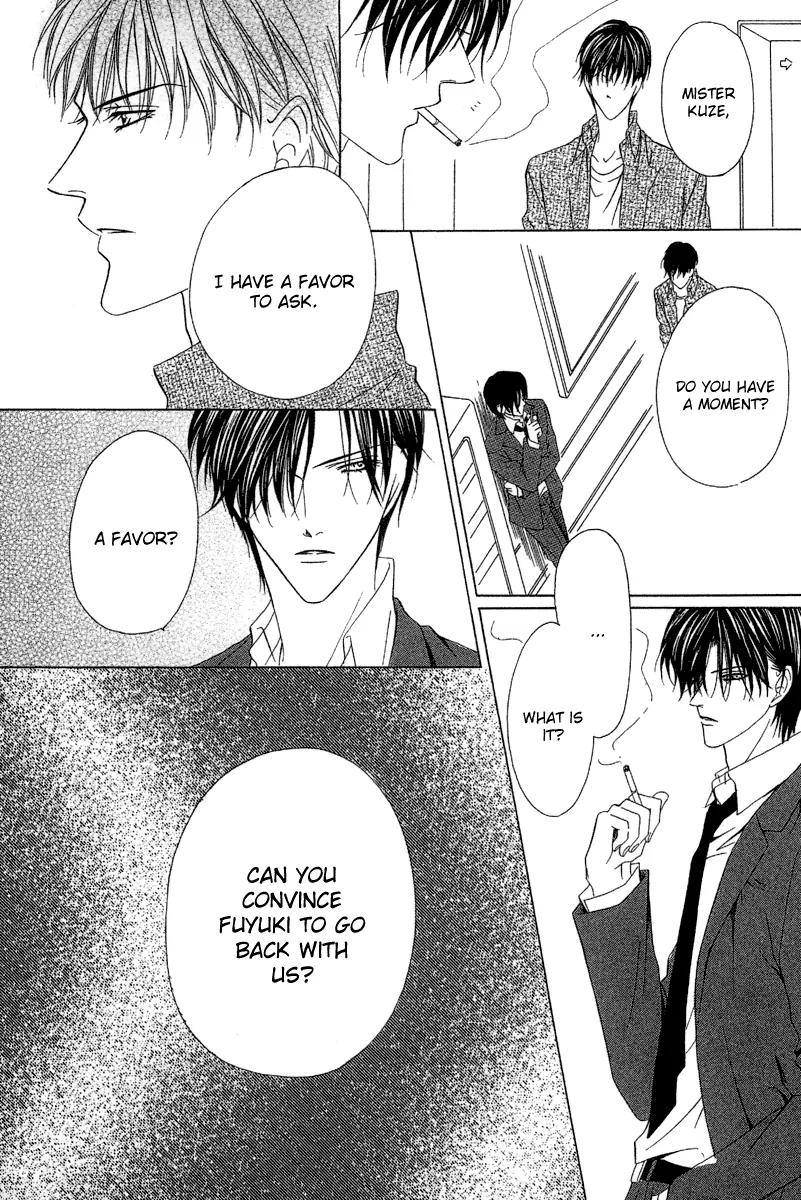 MISTER
KUZE,
DO YOU HAVE
A MOMENT?
...
WHAT IS
IT?
I HAVE A FAVOR
TO ASK.
A FAVOR?
CAN YOU
CONVINCE
FUYUKI TO GO
BACK WITH
US?